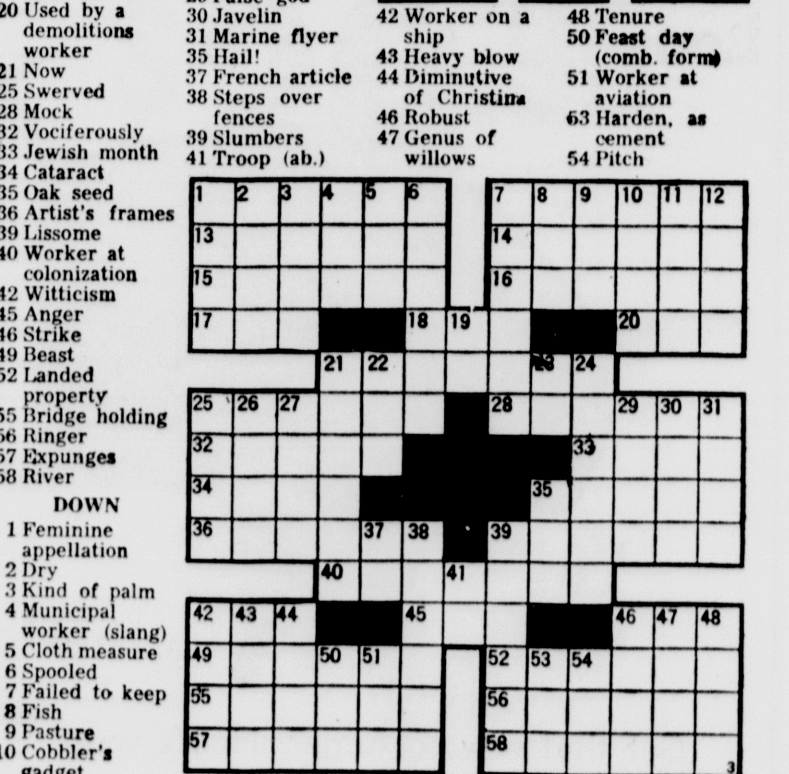 20 Used by a
demolitions
worker
21 Now
25 Swerved
28 Mock
32 Vociferously
33 Jewish month
34 Cataract
35 Oak seed
36 Artist's frames
39 Lissome
40 Worker at
colonization
42 Witticism
45 Anger
46 Strike
49 Beast
52 Landed
property
55 Bridge holding
56 Ringer
57 Expunges
58 River
DOWN
1 Feminine
appellation
2 Dry
3 Kind of palm
4 Municipal
worker (slang)
5 Cloth measure
6 Spooled
7 Failed to keep
8 Fish
9 Pasture
10 Cobbler's
gadget
30 Javelin
31 Marine flyer
35 Hail!
37 French article
38 Steps over
fences
39 Slumbers
41 Troop (ab.)
42 Worker on a
ship
43 Heavy blow
44 Diminutive
of Christina
46 Robust
47 Genus of
willows
48 Tenure
50 Feast day
(comb. form)
51 Worker at
aviation
53 Harden, as
cement
54 Pitch
1 2 3 4 5 6 7 8 9 10 11 12
13 14
15 16
17 18 19 20
21 22 23 24
25 26 27 28 29 30 31
32 33
34 35
36 37 38 39
40 41
42 43 44 45 46 47 48
49 50 51 52 53 54
55 56
57 58
3